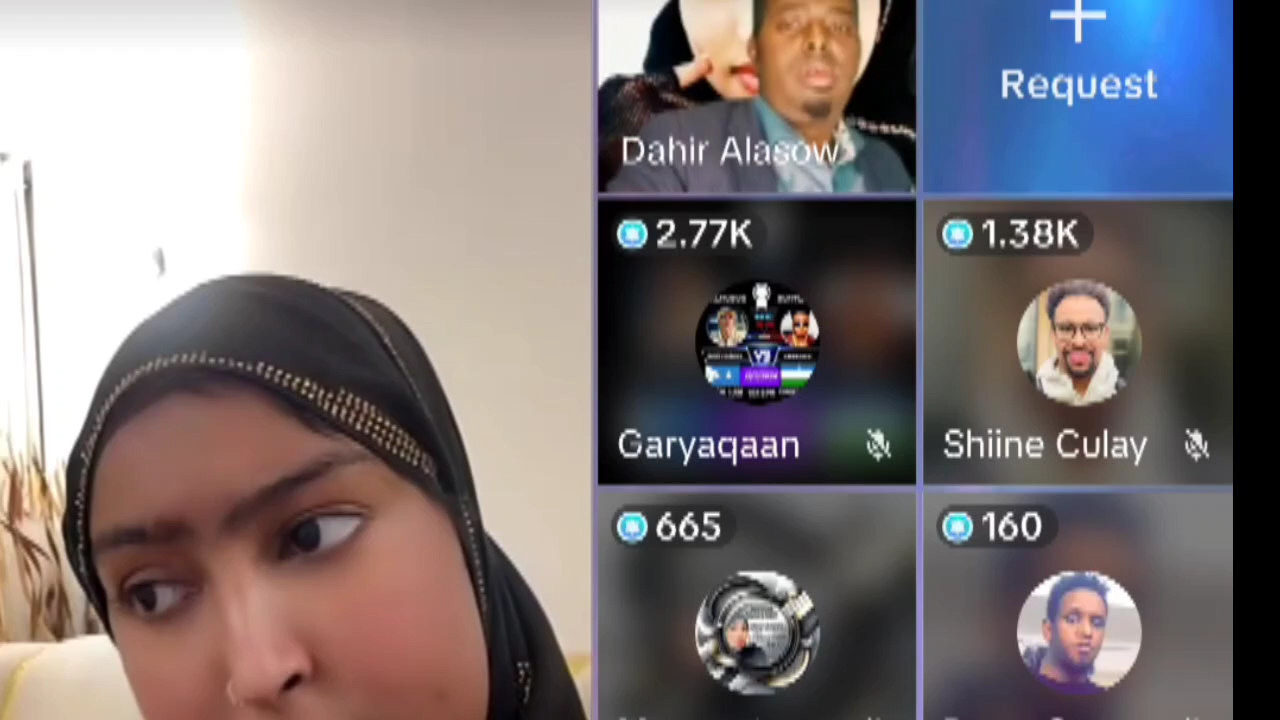 Dahir Alasow
Request
2.77K
1.38K
Garyaqaan
Shiine Culay
665
160